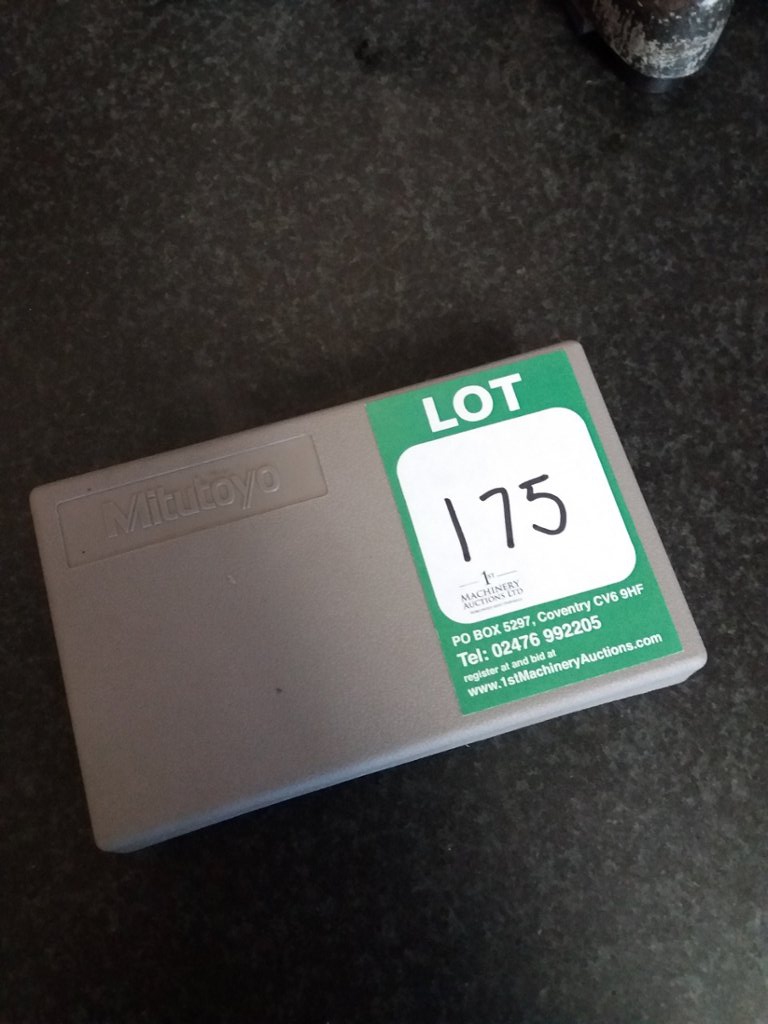 Mitutoyo
LOT
175
1ST
MACHINERY
AUCTIONS LTD
PO BOX 5297, Coventry CV6 9HF
Tel: 02476 992205
register at and bid at
www.1stMachineryAuctions.com